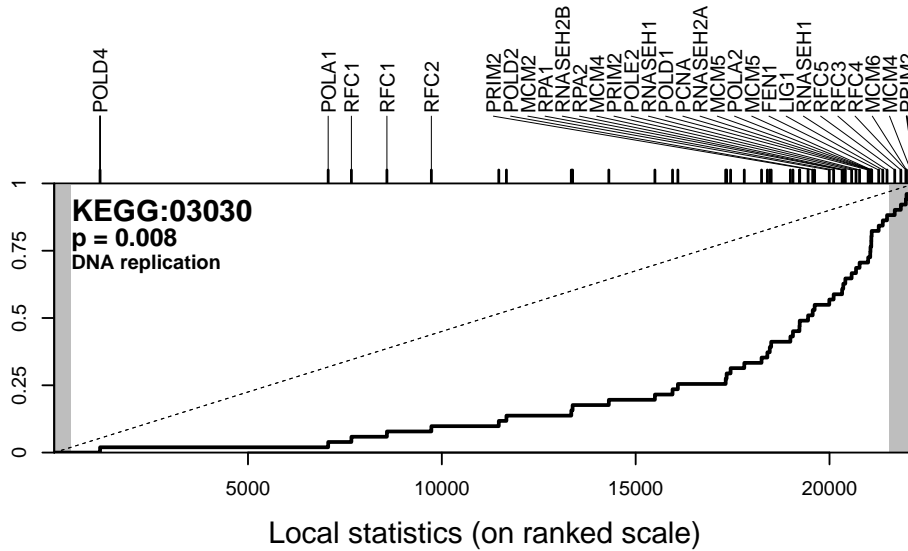 POLD4
POLA1
RFC1
RFC1
RFC2
PRIM2
POLD2
MCM2
RPA1
RNASEH2B
RPA2
MCM4
PRIM2
POLE2
RNASEH1
POLD1
PCNA
RNASEH2A
MCM5
POLA2
MCM5
FEN1
LIG1
RNASEH1
RFC5
RFC3
RFC4
MCM6
MCM4
PRIM2
KEGG:03030
p = 0.008
DNA replication
1
0.75
0.5
0.25
0
5000
10000
15000
20000
Local statistics (on ranked scale)